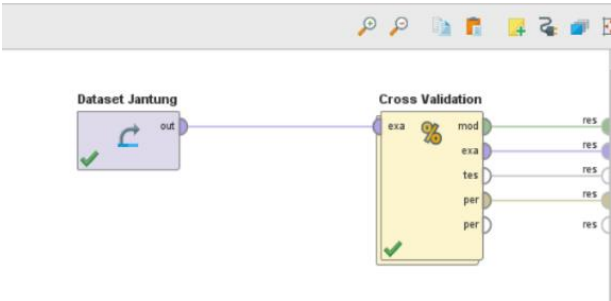 Dataset Jantung
out
Cross Validation
exa
mod
exa
tes
per
per
res
res
res
res
res